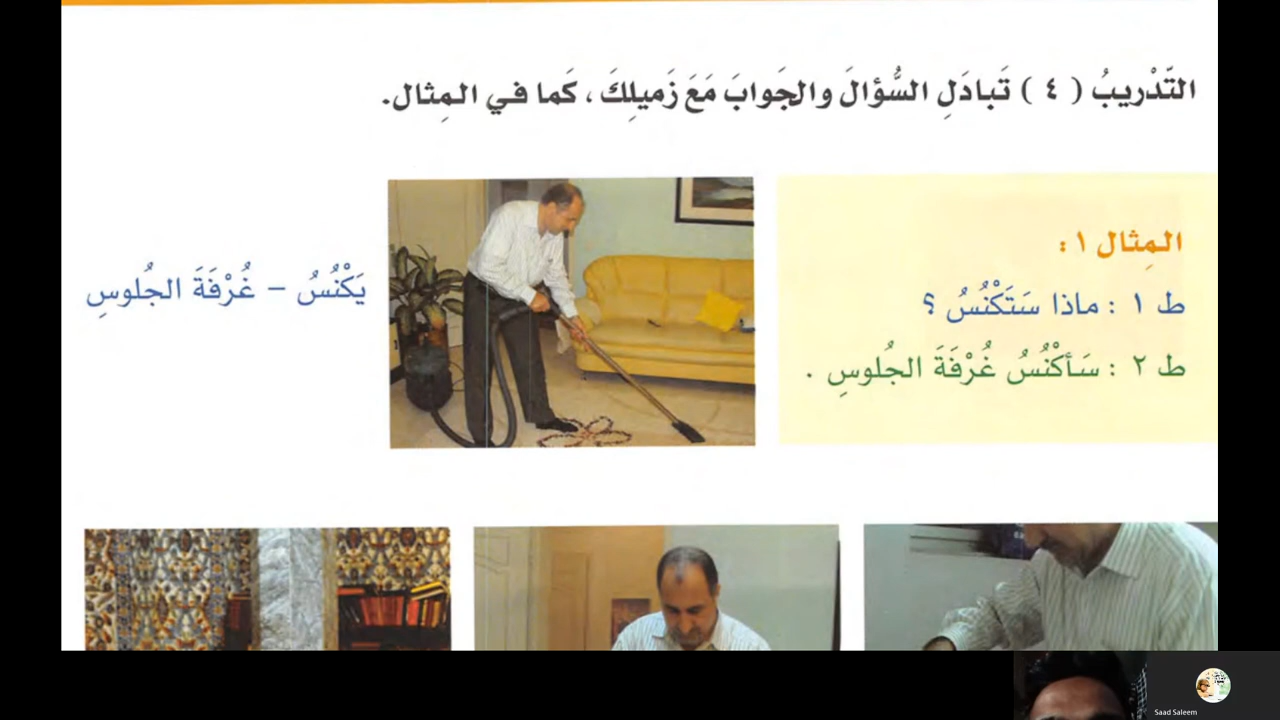 التَّدْريبُ ( ٤ ) تَبادَلِ السُّؤالَ والجَوابَ مَعَ زَميلِكَ ، كَما في المِثال.
المِثال ١ :
ط ١ : ماذا سَتَكْنُسُ ؟
ط ٢ : سَأكْنُسُ غُرْفَةَ الجُلوسِ .
يَكْنُسُ – غُرْفَةَ الجُلوسِ
Saad Saleem